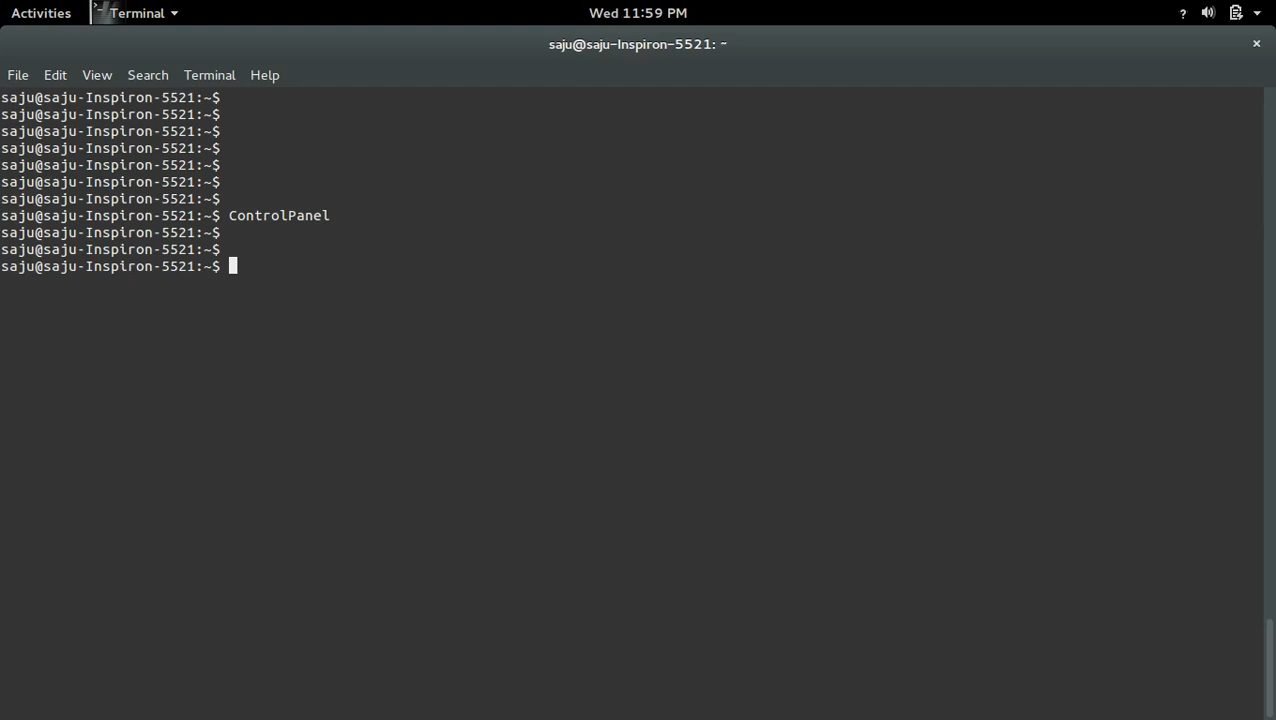 Activities Terminal Wed 11:59 PM ?
saju@saju-Inspiron-5521: ~ ×
File Edit View Search Terminal Help
saju@saju-Inspiron-5521:~$
saju@saju-Inspiron-5521:~$
saju@saju-Inspiron-5521:~$
saju@saju-Inspiron-5521:~$
saju@saju-Inspiron-5521:~$
saju@saju-Inspiron-5521:~$
saju@saju-Inspiron-5521:~$
saju@saju-Inspiron-5521:~$ ControlPanel
saju@saju-Inspiron-5521:~$
saju@saju-Inspiron-5521:~$
saju@saju-Inspiron-5521:~$